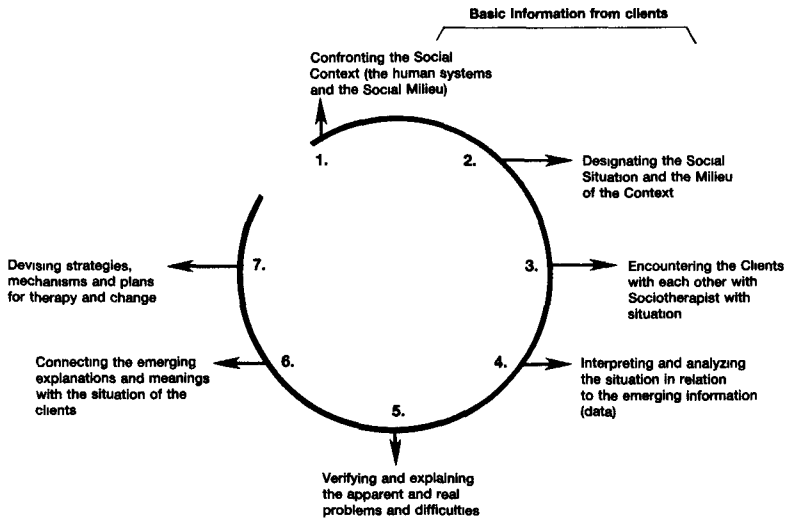 Basic Information from clients
Confronting the Social
Context (the human systems
and the Social Milieu)
1.
2.
Designating the Social
Situation and the Milieu
of the Context
3.
Encountering the Clients
with each other with
Sociotherapist with
situation
4.
Interpreting and analyzing
the situation in relation
to the emerging information
(data)
5.
Verifying and explaining
the apparent and real
problems and difficulties
6.
Connecting the emerging
explanations and meanings
with the situation of the
clients
7.
Devising strategies,
mechanisms and plans
for therapy and change